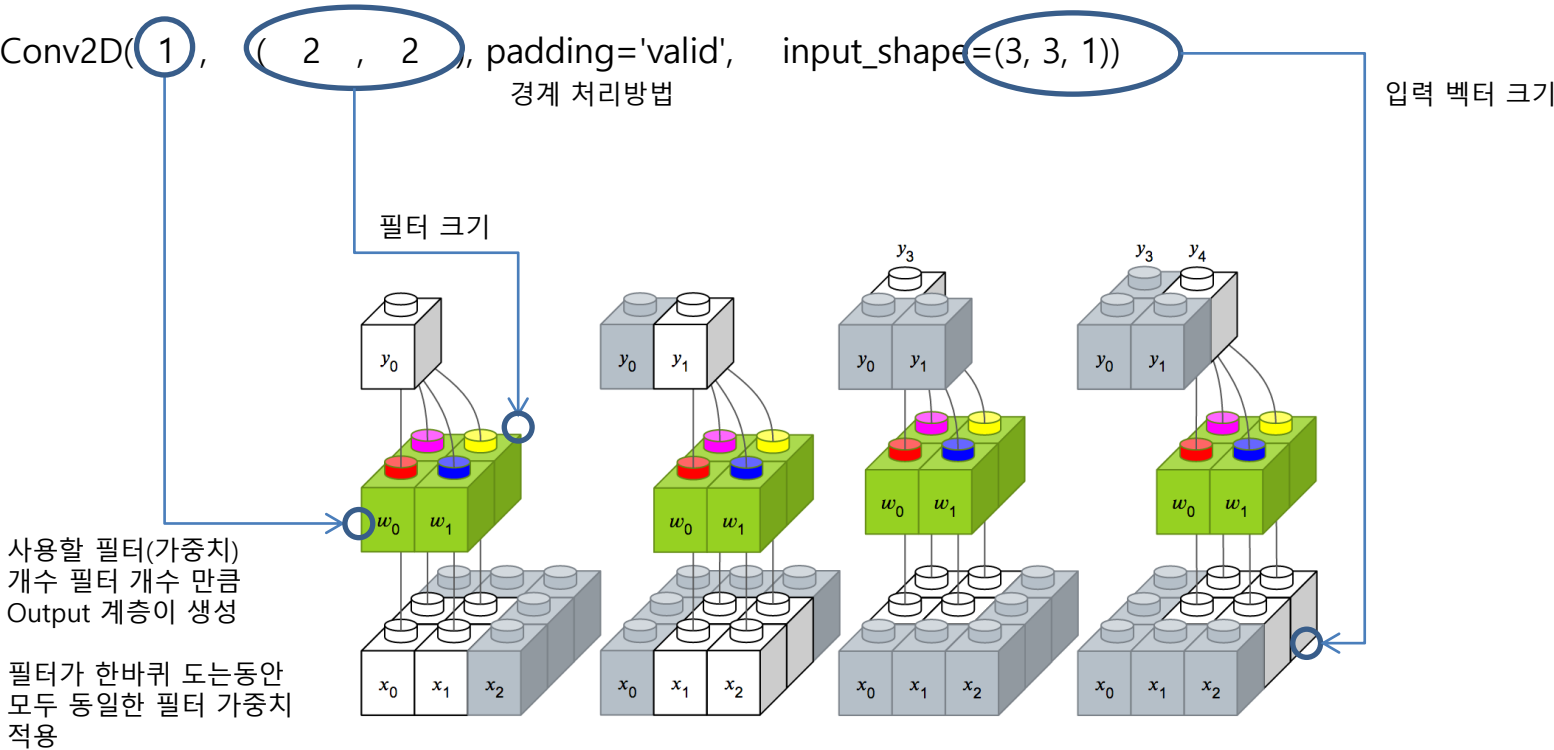 Conv2D( 1 , ( 2 , 2 ), padding='valid', input_shape=(3, 3, 1))
경계 처리방법
입력 벡터 크기
필터 크기
y3
y3 y4
y0
y0 y1
y0 y1
y0 y1
w0 w1
w0 w1
w0 w1
w0 w1
사용할 필터(가중치)
개수 필터 개수 만큼
Output 계층이 생성
필터가 한바퀴 도는동안
모두 동일한 필터 가중치
적용
x0 x1 x2
x0 x1 x2
x0 x1 x2
x0 x1 x2